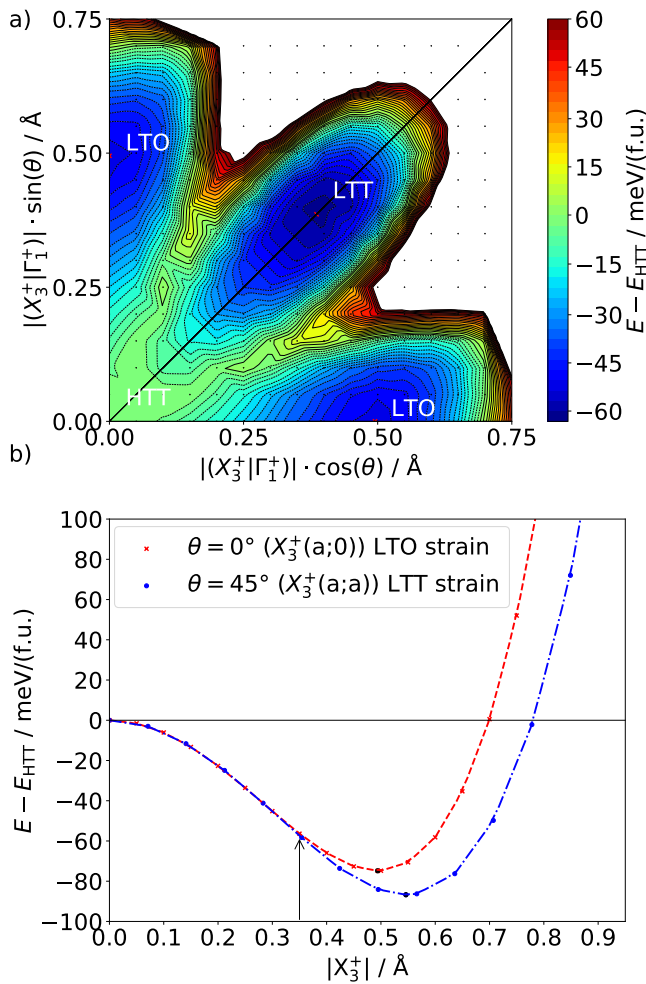 a)
0.75
0.50
0.25
0.00
|(X₃⁺|Γ₁⁺)| · sin(θ) / Å
LTO
LTT
HTT
LTO
0.00
0.25
0.50
0.75
|(X₃⁺|Γ₁⁺)| · cos(θ) / Å
60
45
30
15
0
−15
−30
−45
−60
E − E_HTT / meV/(f.u.)
b)
100
80
60
40
20
0
−20
−40
−60
−80
−100
E − E_HTT / meV/(f.u.)
θ = 0° (X₃⁺(a;0)) LTO strain
θ = 45° (X₃⁺(a;a)) LTT strain
0.0 0.1 0.2 0.3 0.4 0.5 0.6 0.7 0.8 0.9
|X₃⁺| / Å